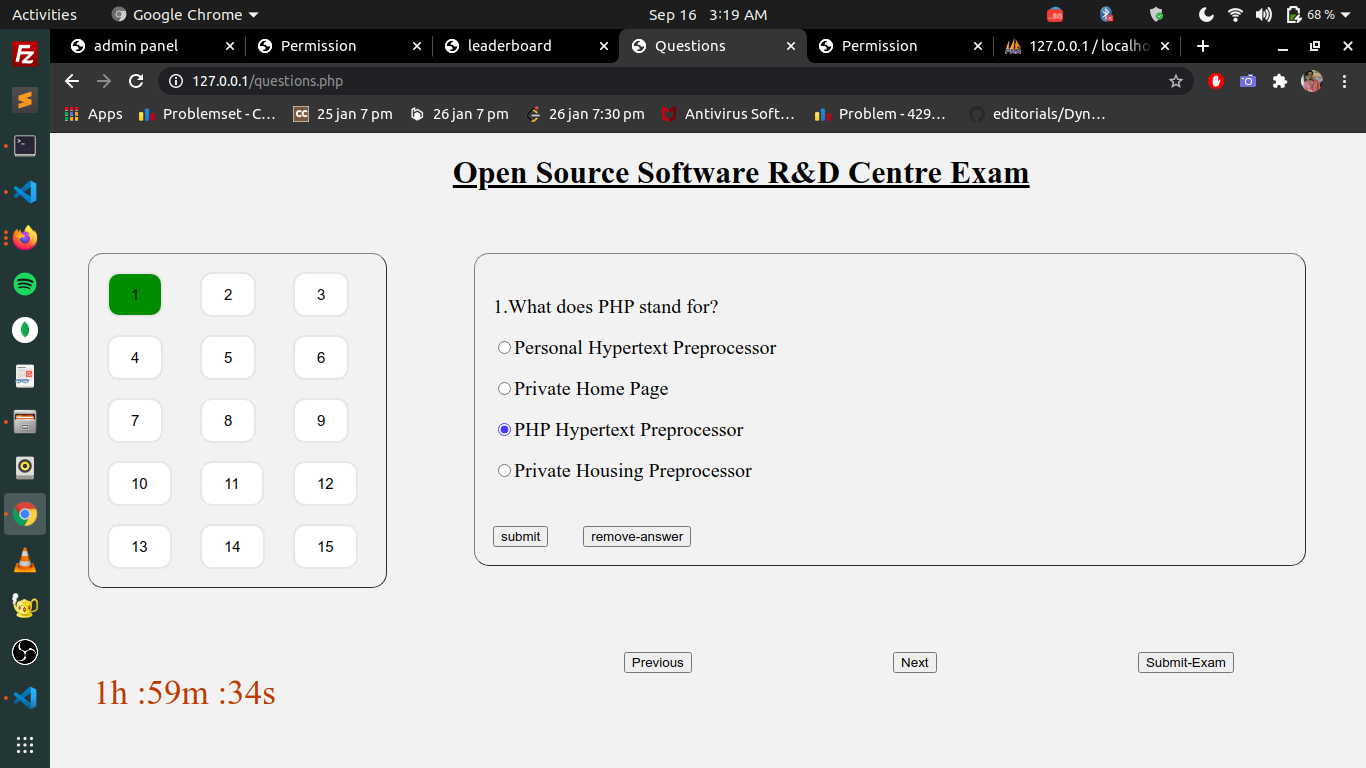 Activities Google Chrome Sep 16 3:19 AM 68 %
admin panel Permission leaderboard Questions Permission 127.0.0.1 / localho
127.0.0.1/questions.php
Apps Problemset - C... CC 25 jan 7 pm 26 jan 7 pm 26 jan 7:30 pm Antivirus Soft... Problem - 429... editorials/Dyn...
Open Source Software R&D Centre Exam
1 2 3
4 5 6
7 8 9
10 11 12
13 14 15
1.What does PHP stand for?
Personal Hypertext Preprocessor
Private Home Page
PHP Hypertext Preprocessor
Private Housing Preprocessor
submit remove-answer
Previous Next Submit-Exam
1h :59m :34s